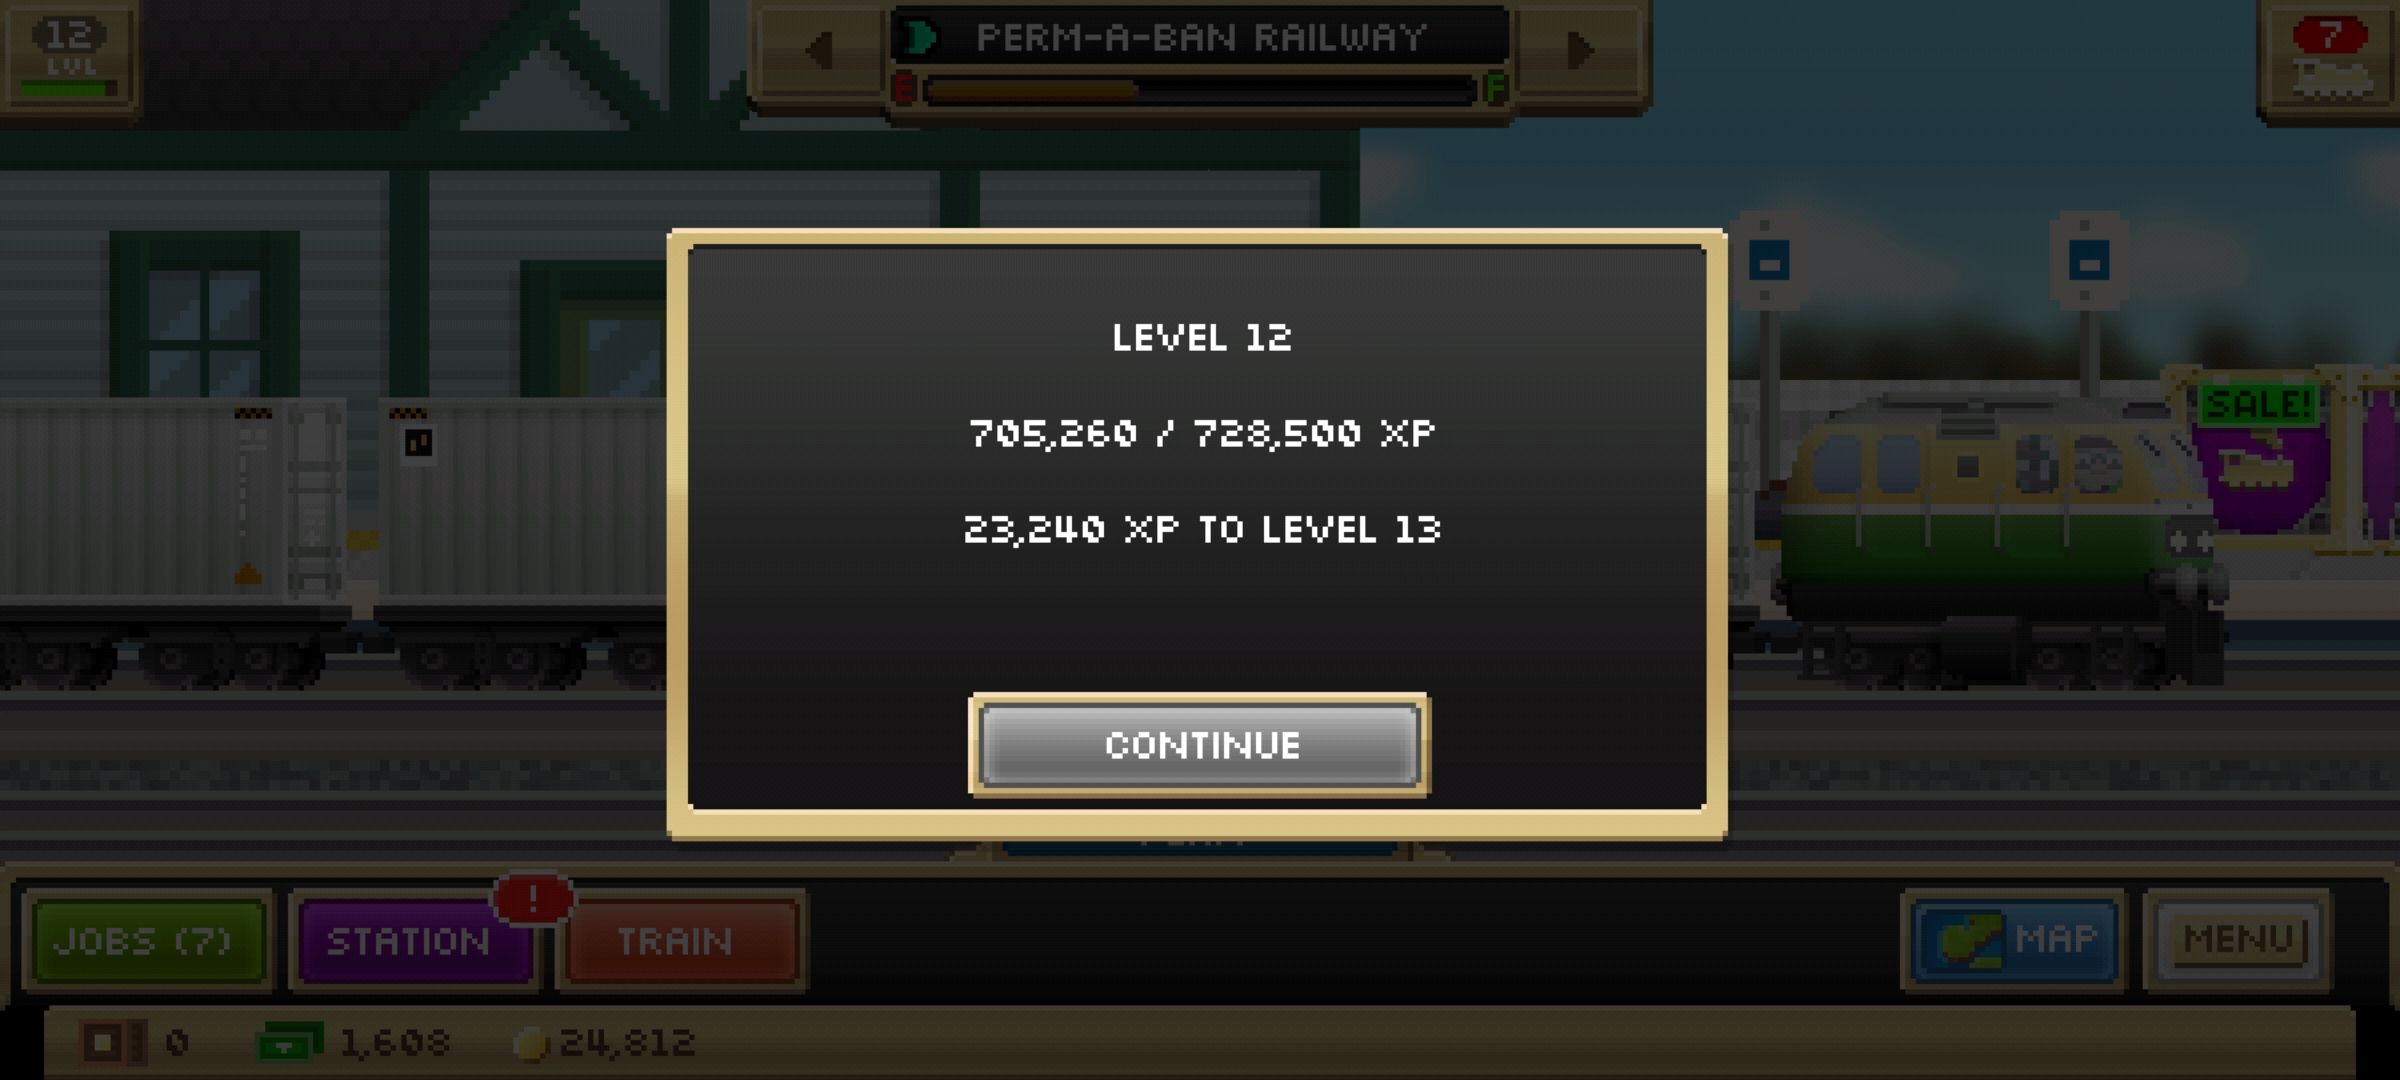 12
LVL
PERM-A-BAN RAILWAY
E
F
7
SALE!
LEVEL 12
705,260 / 728,500 XP
23,240 XP TO LEVEL 13
CONTINUE
JOBS (7)
STATION
!
TRAIN
MAP
MENU
0
1,608
24,812